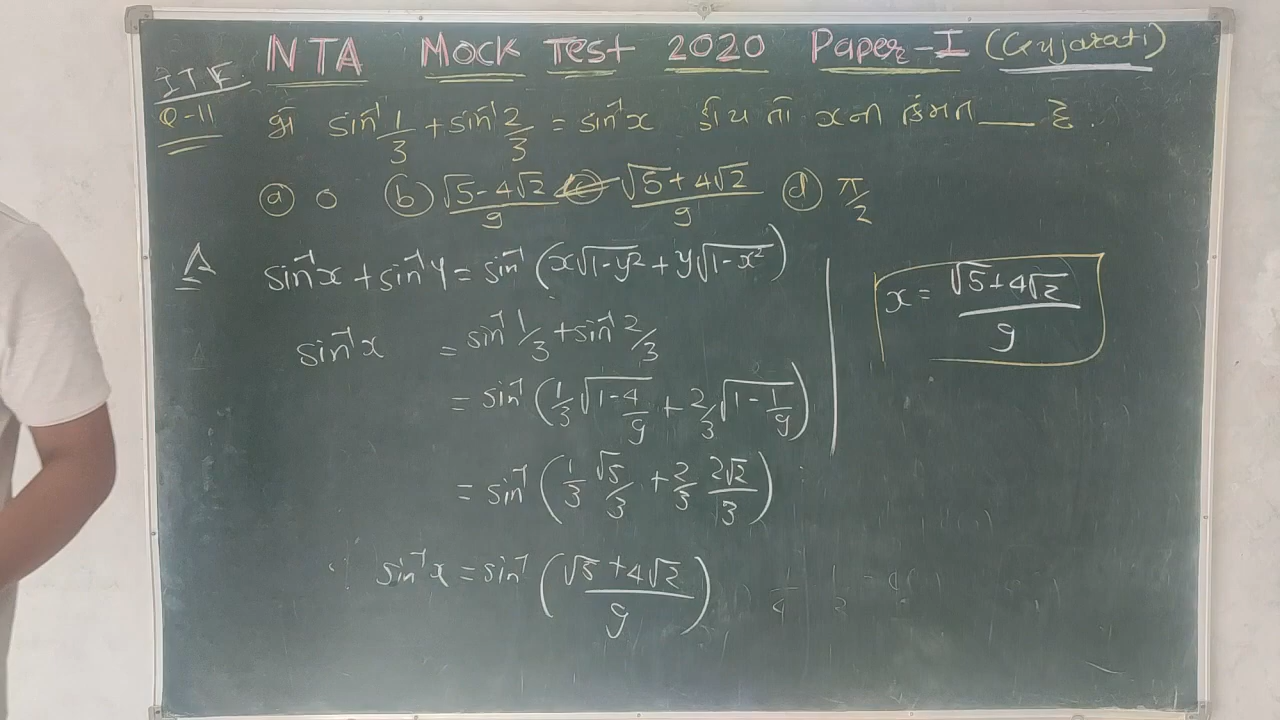 NTA Mock Test 2020 Paper-I (Gujarati)
ITF
Q-11 જો sin⁻¹ 1/3 + sin⁻¹ 2/3 = sin⁻¹ x હોય તો x ની કિંમત ___ છે.
(a) 0 (b) √5-4√2/9 (c) √5+4√2/9 (d) π/2
A sin⁻¹x + sin⁻¹y = sin⁻¹ (x√1-y² + y√1-x²)
sin⁻¹x = sin⁻¹ 1/3 + sin⁻¹ 2/3
= sin⁻¹ (1/3 √1-4/9 + 2/3 √1-1/9)
= sin⁻¹ (1/3 √5/3 + 2/3 2√2/3)
sin⁻¹x = sin⁻¹ (√5+4√2/9)
x = √5+4√2/9